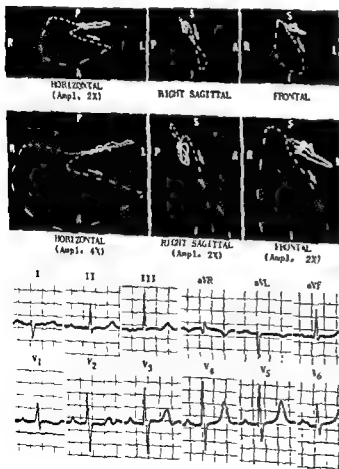 P S S
R L P A R L
A I I
HORIZONTAL RIGHT SAGITTAL FRONTAL
(Ampl. 2X)
P S S
R L P A R
HORIZONTAL RIGHT SAGITTAL FRONTAL
(Ampl. 4X) (Ampl. 2X) (Ampl. 2X)
I II III aVR aVL aVf
V1 V2 V3 V4 V5 V6